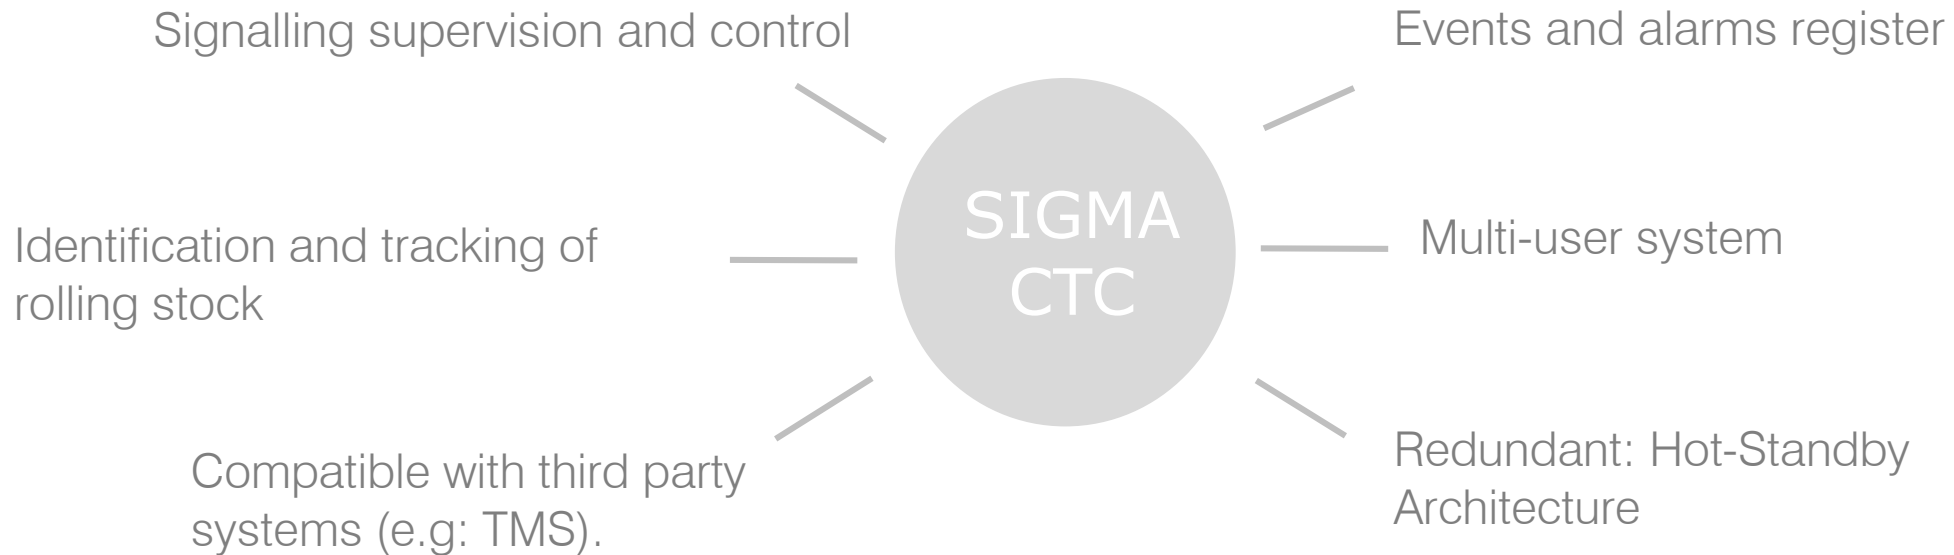 Signalling supervision and control
Events and alarms register
SIGMA
CTC
Identification and tracking of
rolling stock
Multi-user system
Compatible with third party
systems (e.g: TMS).
Redundant: Hot-Standby
Architecture